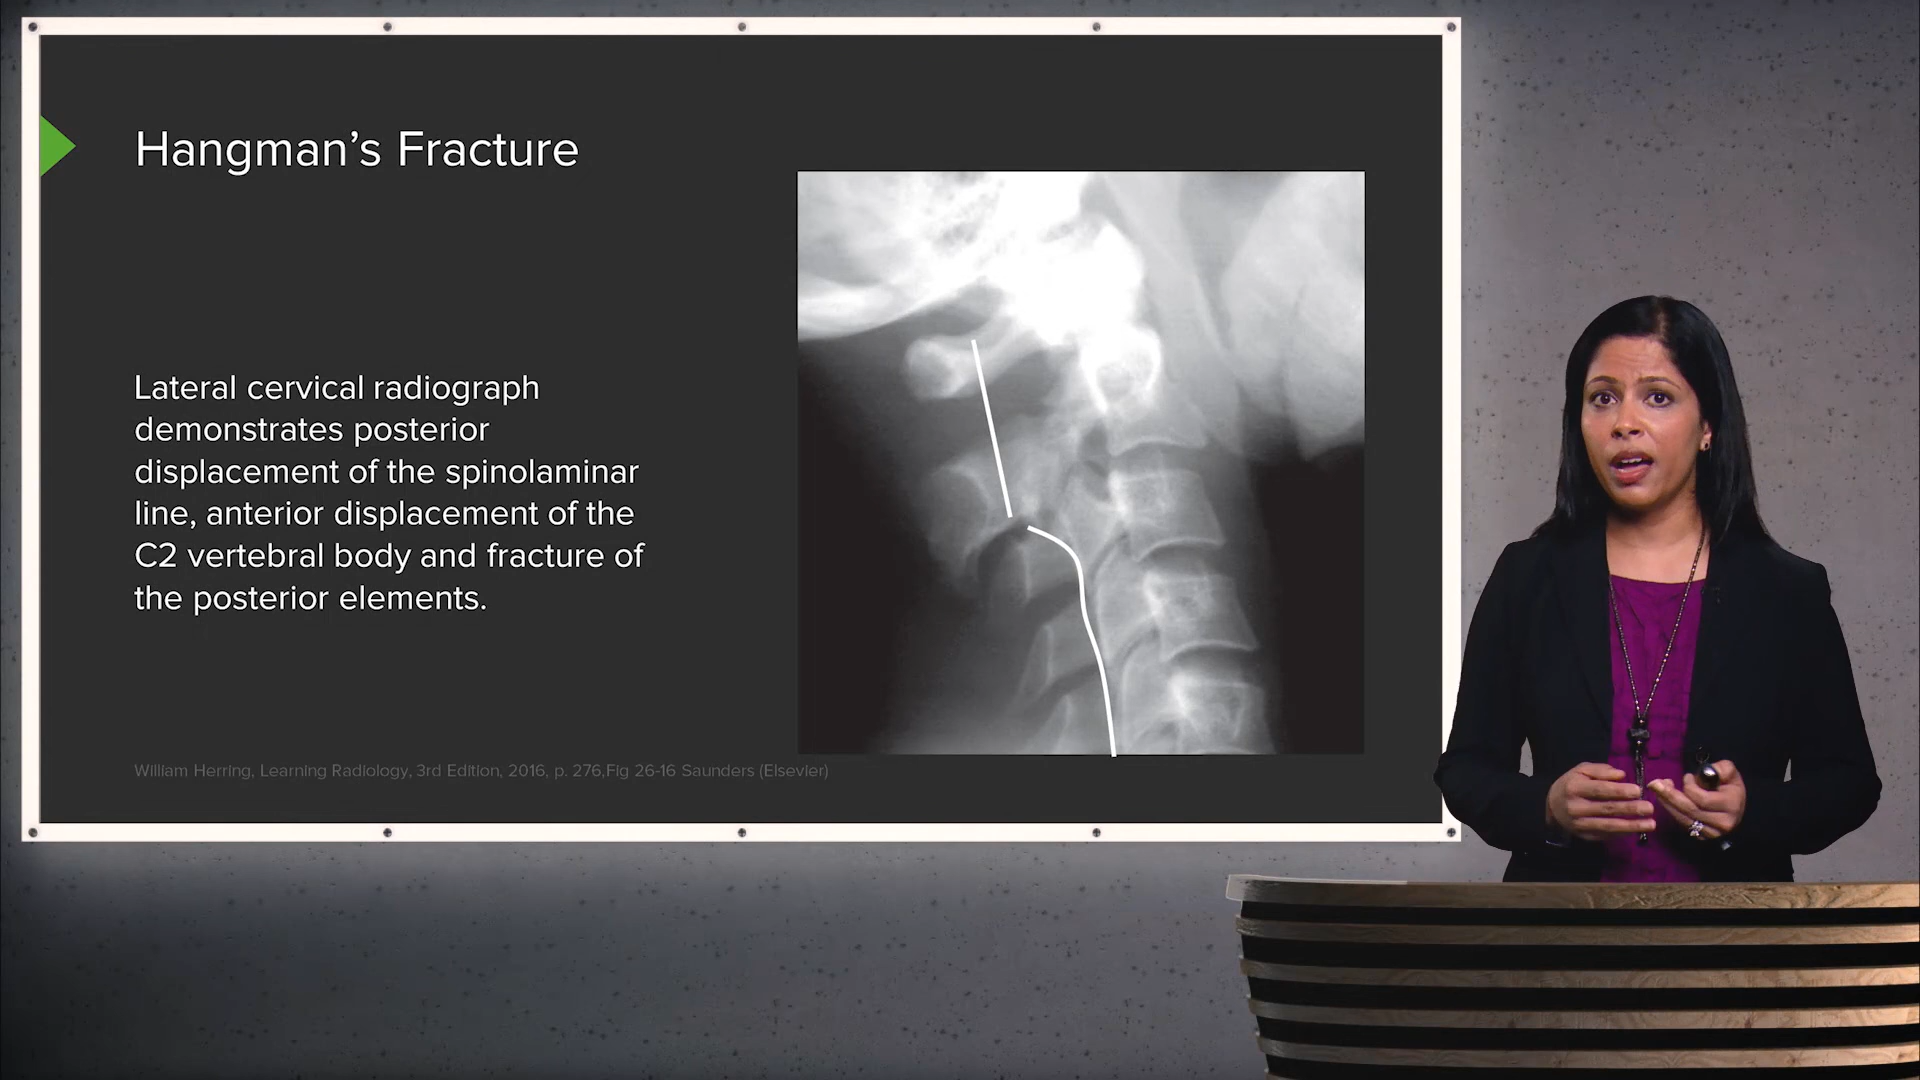 Hangman’s Fracture
Lateral cervical radiograph
demonstrates posterior
displacement of the spinolaminar
line, anterior displacement of the
C2 vertebral body and fracture of
the posterior elements.
William Herring, Learning Radiology, 3rd Edition, 2016, p. 276,Fig 26-16 Saunders (Elsevier)